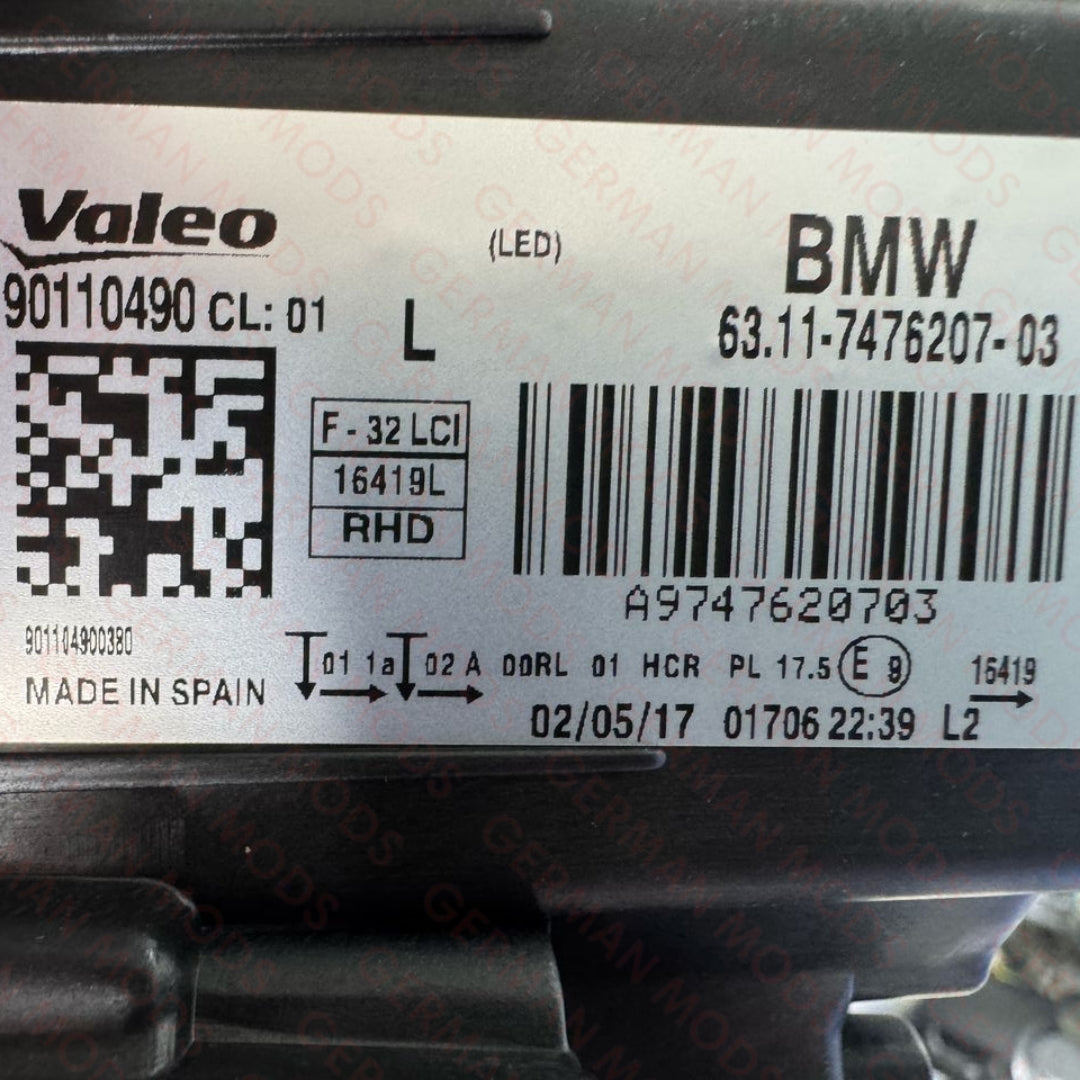 Valeo
(LED)
BMW
90110490 CL: 01
L
63.11-7476207-03
F - 32 LCI
16419L
RHD
A9747620703
901104900380
01 1a 02 A 00RL 01 HCR PL 17.5 E 9 16419
MADE IN SPAIN
02/05/17 01706 22:39 L2
GERMAN MODS